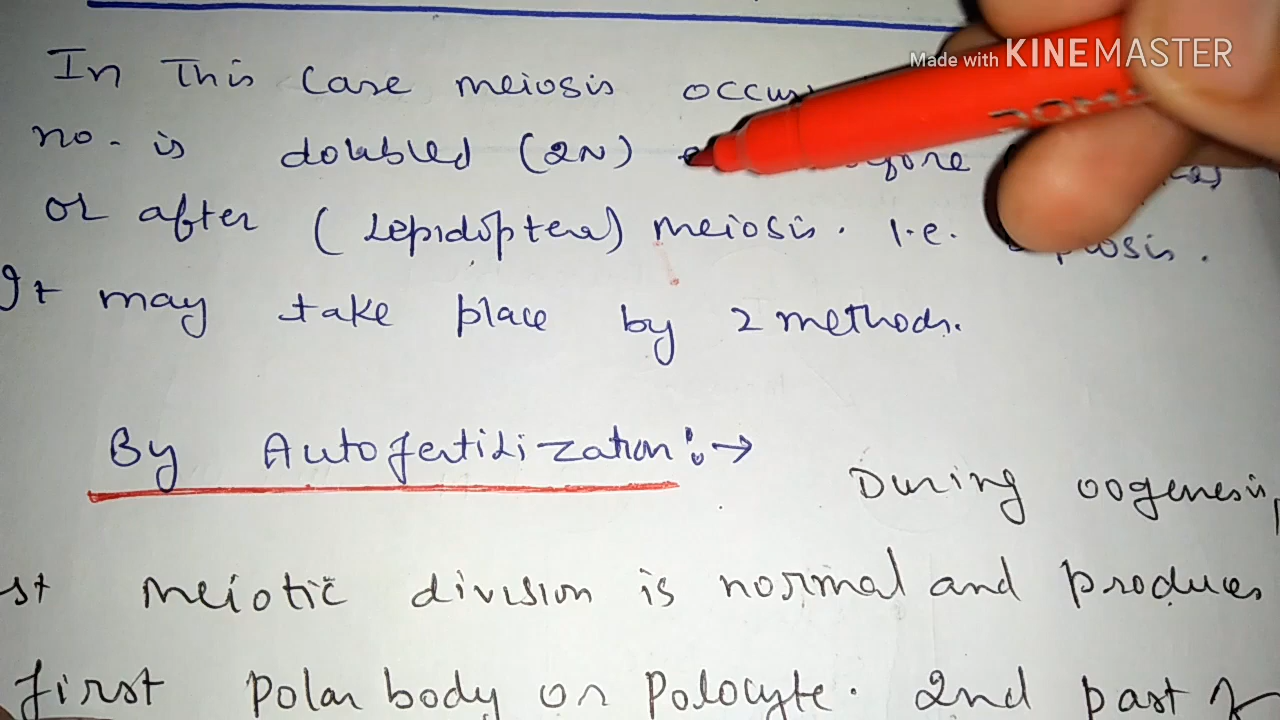 Made with KINEMASTER
In This Case meiosis occurs
no. is doubled (2N)
or after (Lepidoptera) meiosis. i.e.
It may take place by 2 methods.
By Autofertilization :→
During oogenesis,
st meiotic division is normal and produces
first polar body or Polocyte. 2nd part